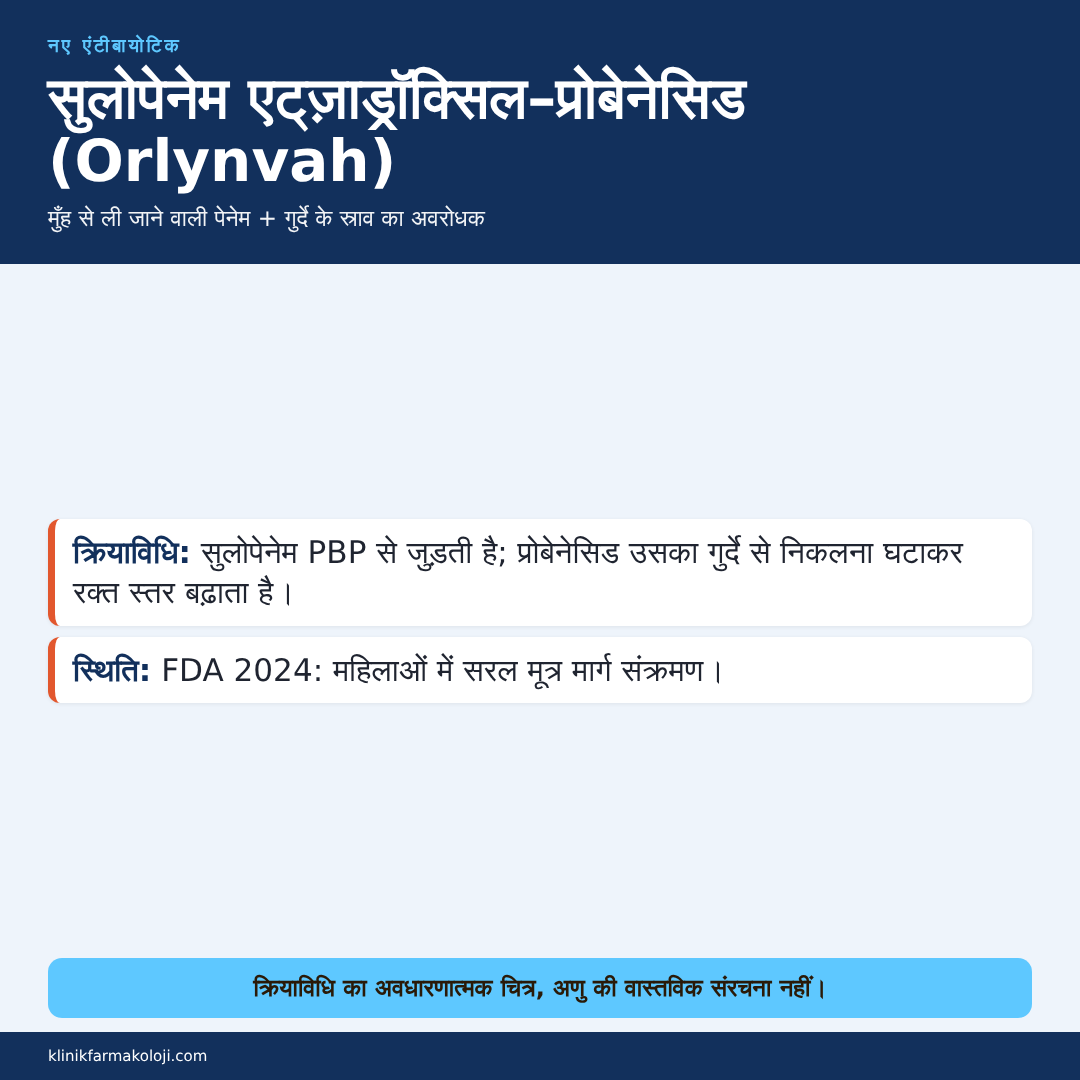 नए एंटीबायोटिक
सुलोपेनेम एट्ज़ाड्रॉक्सिल–प्रोबेनेसिड
(Orlynvah)
मुँह से ली जाने वाली पेनेम + गुर्दे के स्राव का अवरोधक
क्रियाविधि: सुलोपेनेम PBP से जुड़ती है; प्रोबेनेसिड उसका गुर्दे से निकलना घटाकर
रक्त स्तर बढ़ाता है।
स्थिति: FDA 2024: महिलाओं में सरल मूत्र मार्ग संक्रमण।
क्रियाविधि का अवधारणात्मक चित्र, अणु की वास्तविक संरचना नहीं।
klinikfarmakoloji.com